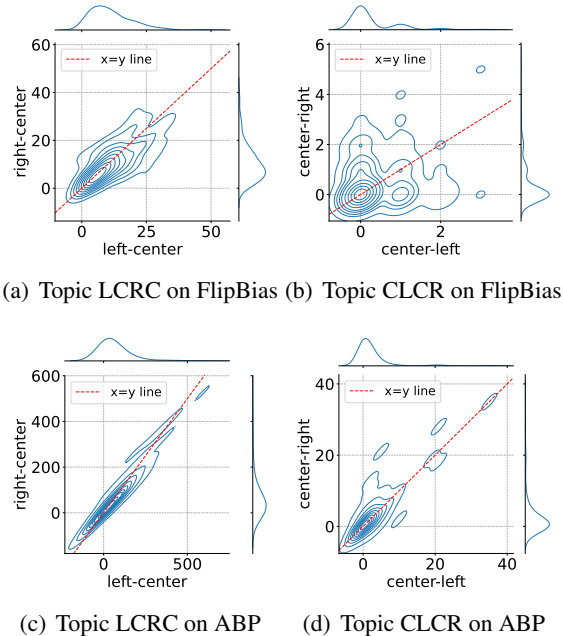 60
40
20
0
right-center
x=y line
0
25
50
left-center
6
4
2
0
center-right
x=y line
0
2
center-left
(a) Topic LCRC on FlipBias
(b) Topic CLCR on FlipBias
600
400
200
0
right-center
x=y line
0
500
left-center
40
20
0
center-right
x=y line
0
20
40
center-left
(c) Topic LCRC on ABP
(d) Topic CLCR on ABP